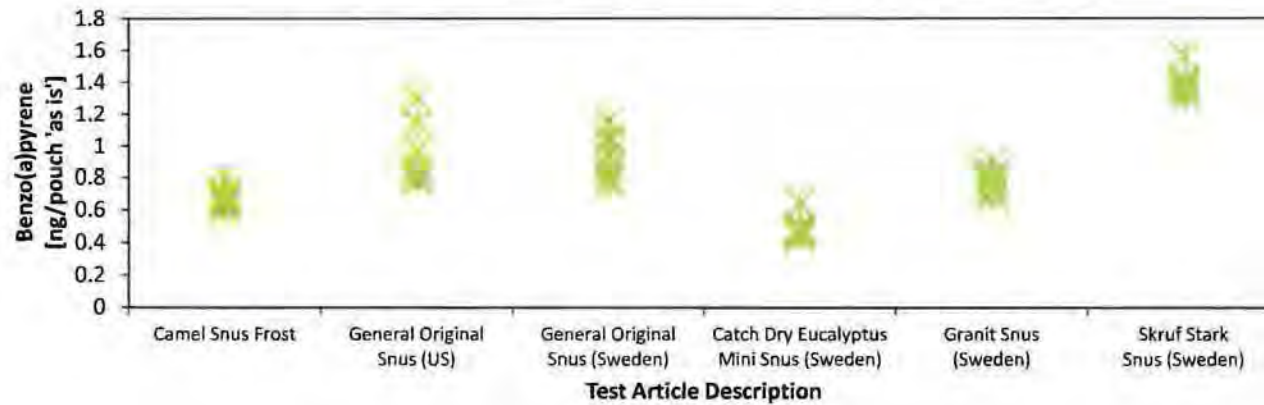 1.8
1.6
1.4
1.2
1
0.8
0.6
0.4
0.2
0
Benzo(a)pyrene
[ng/pouch 'as is']
Camel Snus Frost
General Original
Snus (US)
General Original
Snus (Sweden)
Catch Dry Eucalyptus
Mini Snus (Sweden)
Granit Snus
(Sweden)
Skruf Stark
Snus (Sweden)
Test Article Description